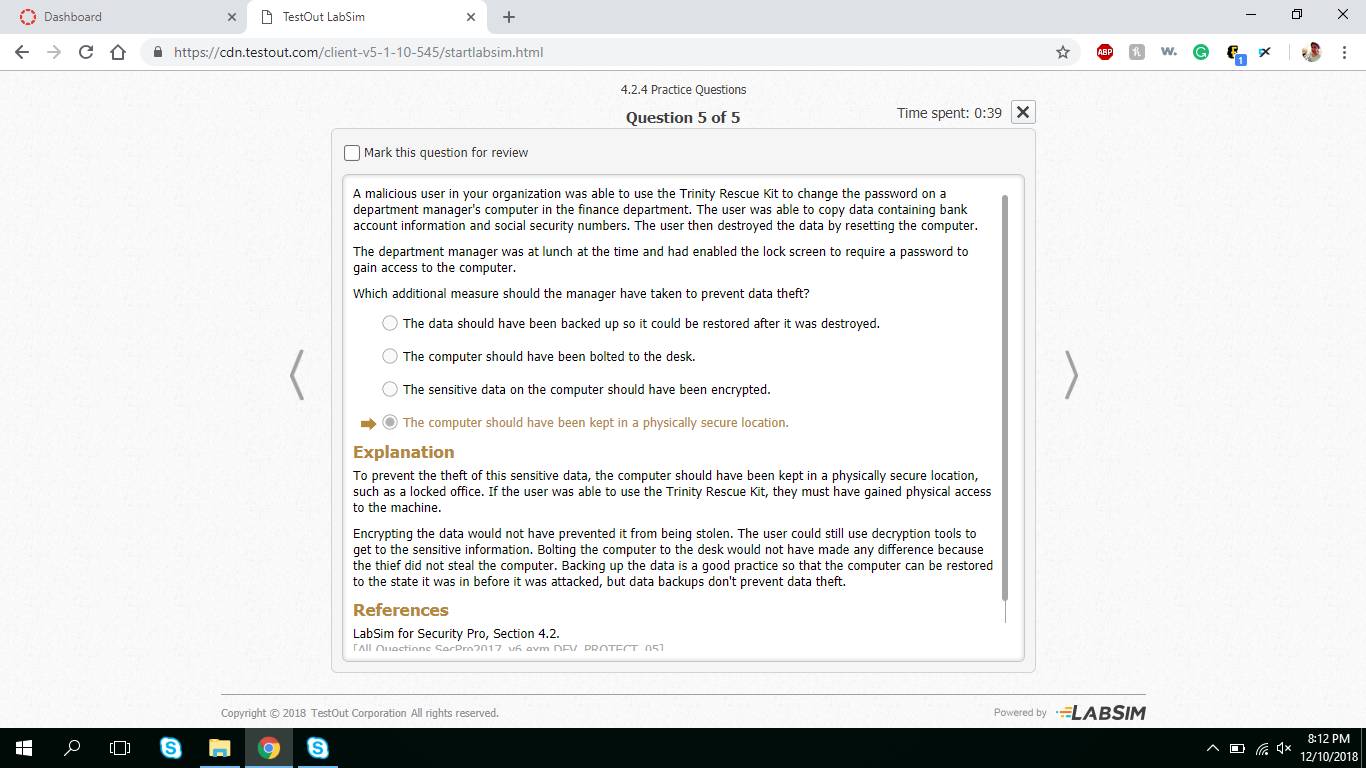 Dashboard
TestOut LabSim
https://cdn.testout.com/client-v5-1-10-545/startlabsim.html
ABP
w.
1
4.2.4 Practice Questions
Question 5 of 5
Time spent: 0:39
Mark this question for review
A malicious user in your organization was able to use the Trinity Rescue Kit to change the password on a
department manager's computer in the finance department. The user was able to copy data containing bank
account information and social security numbers. The user then destroyed the data by resetting the computer.
The department manager was at lunch at the time and had enabled the lock screen to require a password to
gain access to the computer.
Which additional measure should the manager have taken to prevent data theft?
The data should have been backed up so it could be restored after it was destroyed.
The computer should have been bolted to the desk.
The sensitive data on the computer should have been encrypted.
The computer should have been kept in a physically secure location.
Explanation
To prevent the theft of this sensitive data, the computer should have been kept in a physically secure location,
such as a locked office. If the user was able to use the Trinity Rescue Kit, they must have gained physical access
to the machine.
Encrypting the data would not have prevented it from being stolen. The user could still use decryption tools to
get to the sensitive information. Bolting the computer to the desk would not have made any difference because
the thief did not steal the computer. Backing up the data is a good practice so that the computer can be restored
to the state it was in before it was attacked, but data backups don't prevent data theft.
References
LabSim for Security Pro, Section 4.2.
[All Questions SecPro2017_v6.exm DEV_PROTECT_05]
Copyright © 2018 TestOut Corporation All rights reserved.
Powered by LABSIM
8:12 PM
12/10/2018